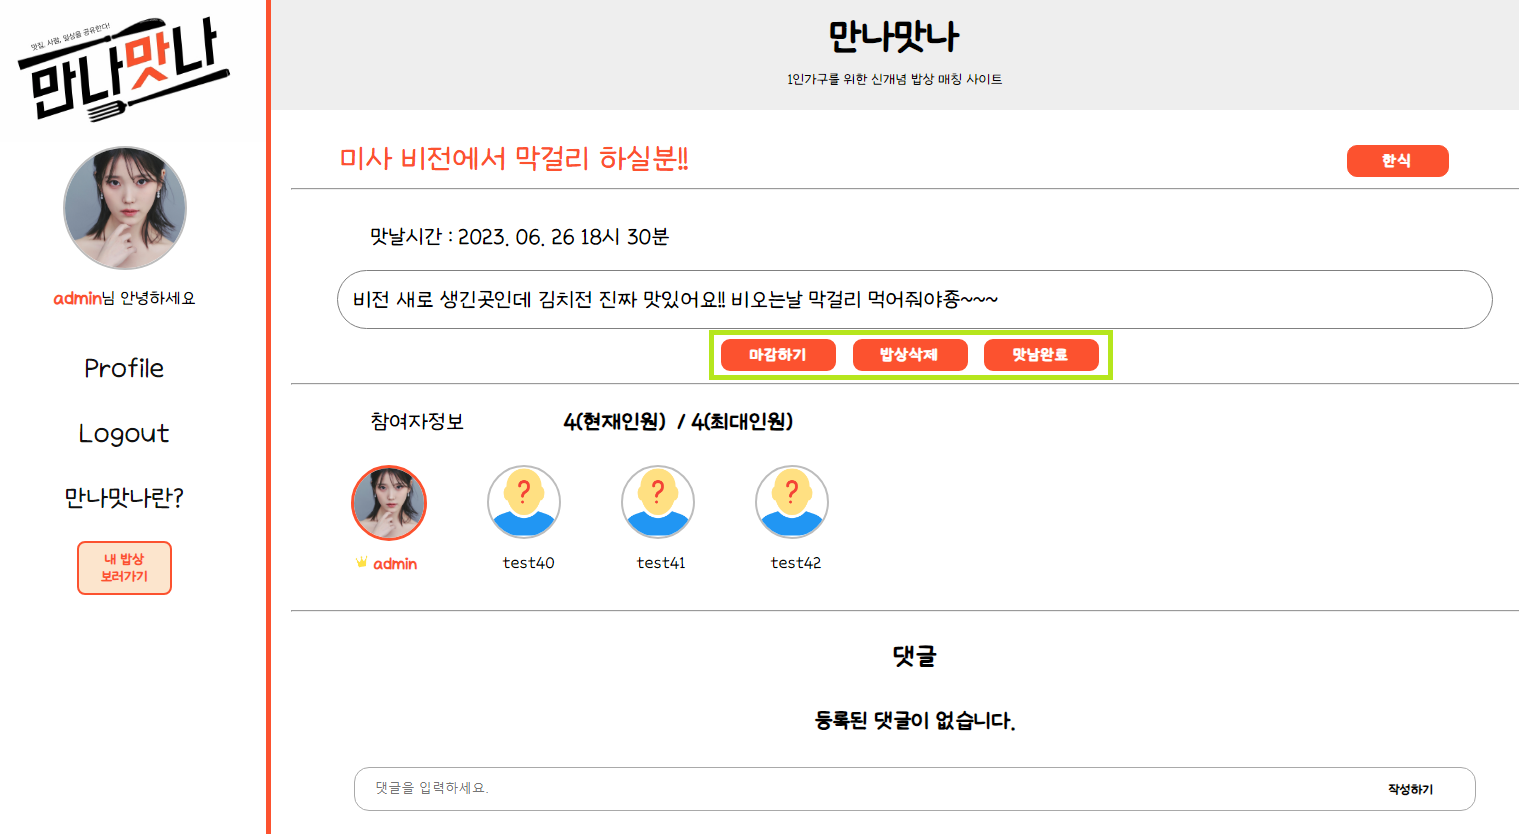 맛집, 사람, 일상을 공유한다!
만나맛나
admin님 안녕하세요
Profile
Logout
만나맛나란?
내 밥상
보러가기
만나맛나
1인가구를 위한 신개념 밥상 매칭 사이트
미사 비전에서 막걸리 하실분!!
한식
맛날시간 : 2023. 06. 26 18시 30분
비전 새로 생긴곳인데 김치전 진짜 맛있어요!! 비오는날 막걸리 먹어줘야죵~~~
마감하기 밥상삭제 맛남완료
참여자정보 4(현재인원) / 4(최대인원)
?
?
?
admin test40 test41 test42
댓글
등록된 댓글이 없습니다.
댓글을 입력하세요. 작성하기